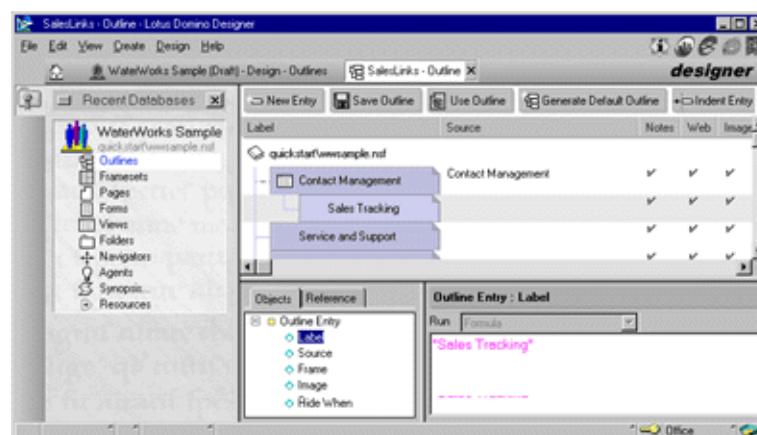 SalesLinks - Outline - Lotus Domino Designer
File Edit View Create Design Help
WaterWorks Sample (Draft) - Design - Outlines
SalesLinks - Outline
designer
Recent Databases
New Entry Save Outline Use Outline Generate Default Outline Indent Entry
WaterWorks Sample
quickstart\wwsample.nsf
Outlines
Framesets
Pages
Forms
Views
Folders
Navigators
Agents
Synopsis...
Resources
Label Source Notes Web Image
quickstart\wwsample.nsf
Contact Management Contact Management
Sales Tracking
Service and Support
Objects Reference
Outline Entry
Label
Source
Frame
Image
Hide When
Outline Entry : Label
Run Formula
"Sales Tracking"
Office